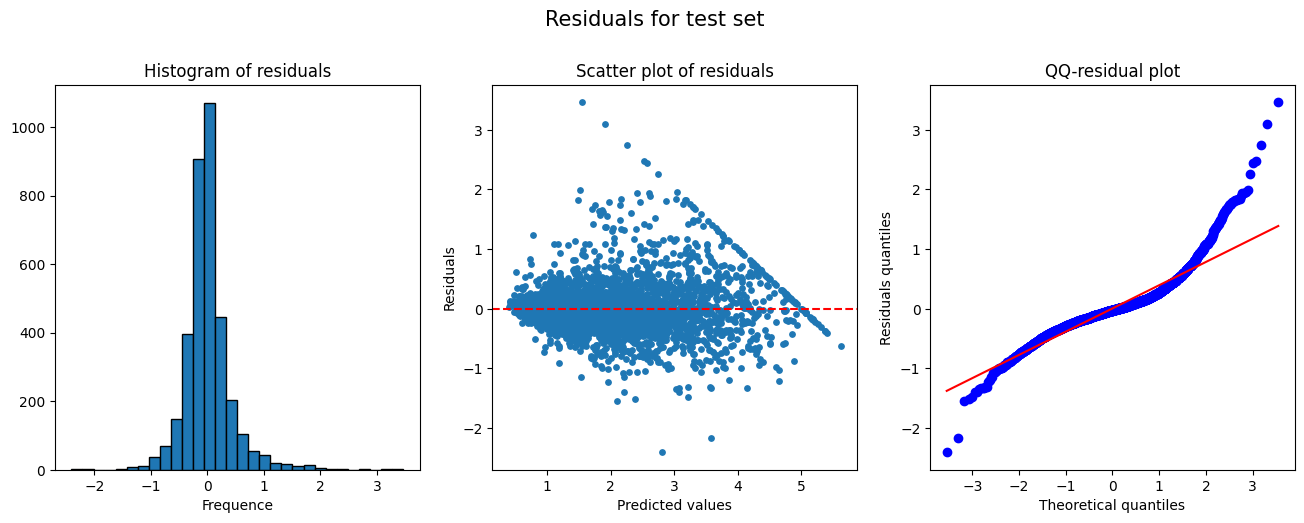 Residuals for test set
Histogram of residuals
1000
800
600
400
200
0
−2 −1 0 1 2 3
Frequence
Scatter plot of residuals
Residuals
3
2
1
0
−1
−2
1 2 3 4 5
Predicted values
QQ-residual plot
Residuals quantiles
3
2
1
0
−1
−2
−3 −2 −1 0 1 2 3
Theoretical quantiles